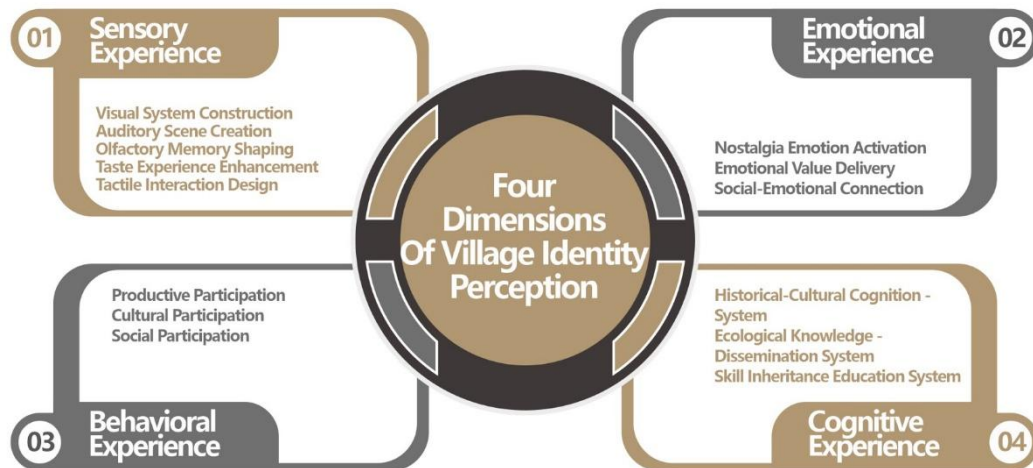 01
Sensory
Experience
Visual System Construction
Auditory Scene Creation
Olfactory Memory Shaping
Taste Experience Enhancement
Tactile Interaction Design
Emotional
Experience
02
Nostalgia Emotion Activation
Emotional Value Delivery
Social-Emotional Connection
Four
Dimensions
Of Village Identity
Perception
Productive Participation
Cultural Participation
Social Participation
03
Behavioral
Experience
Historical-Cultural Cognition -
System
Ecological Knowledge -
Dissemination System
Skill Inheritance Education System
Cognitive
Experience
04